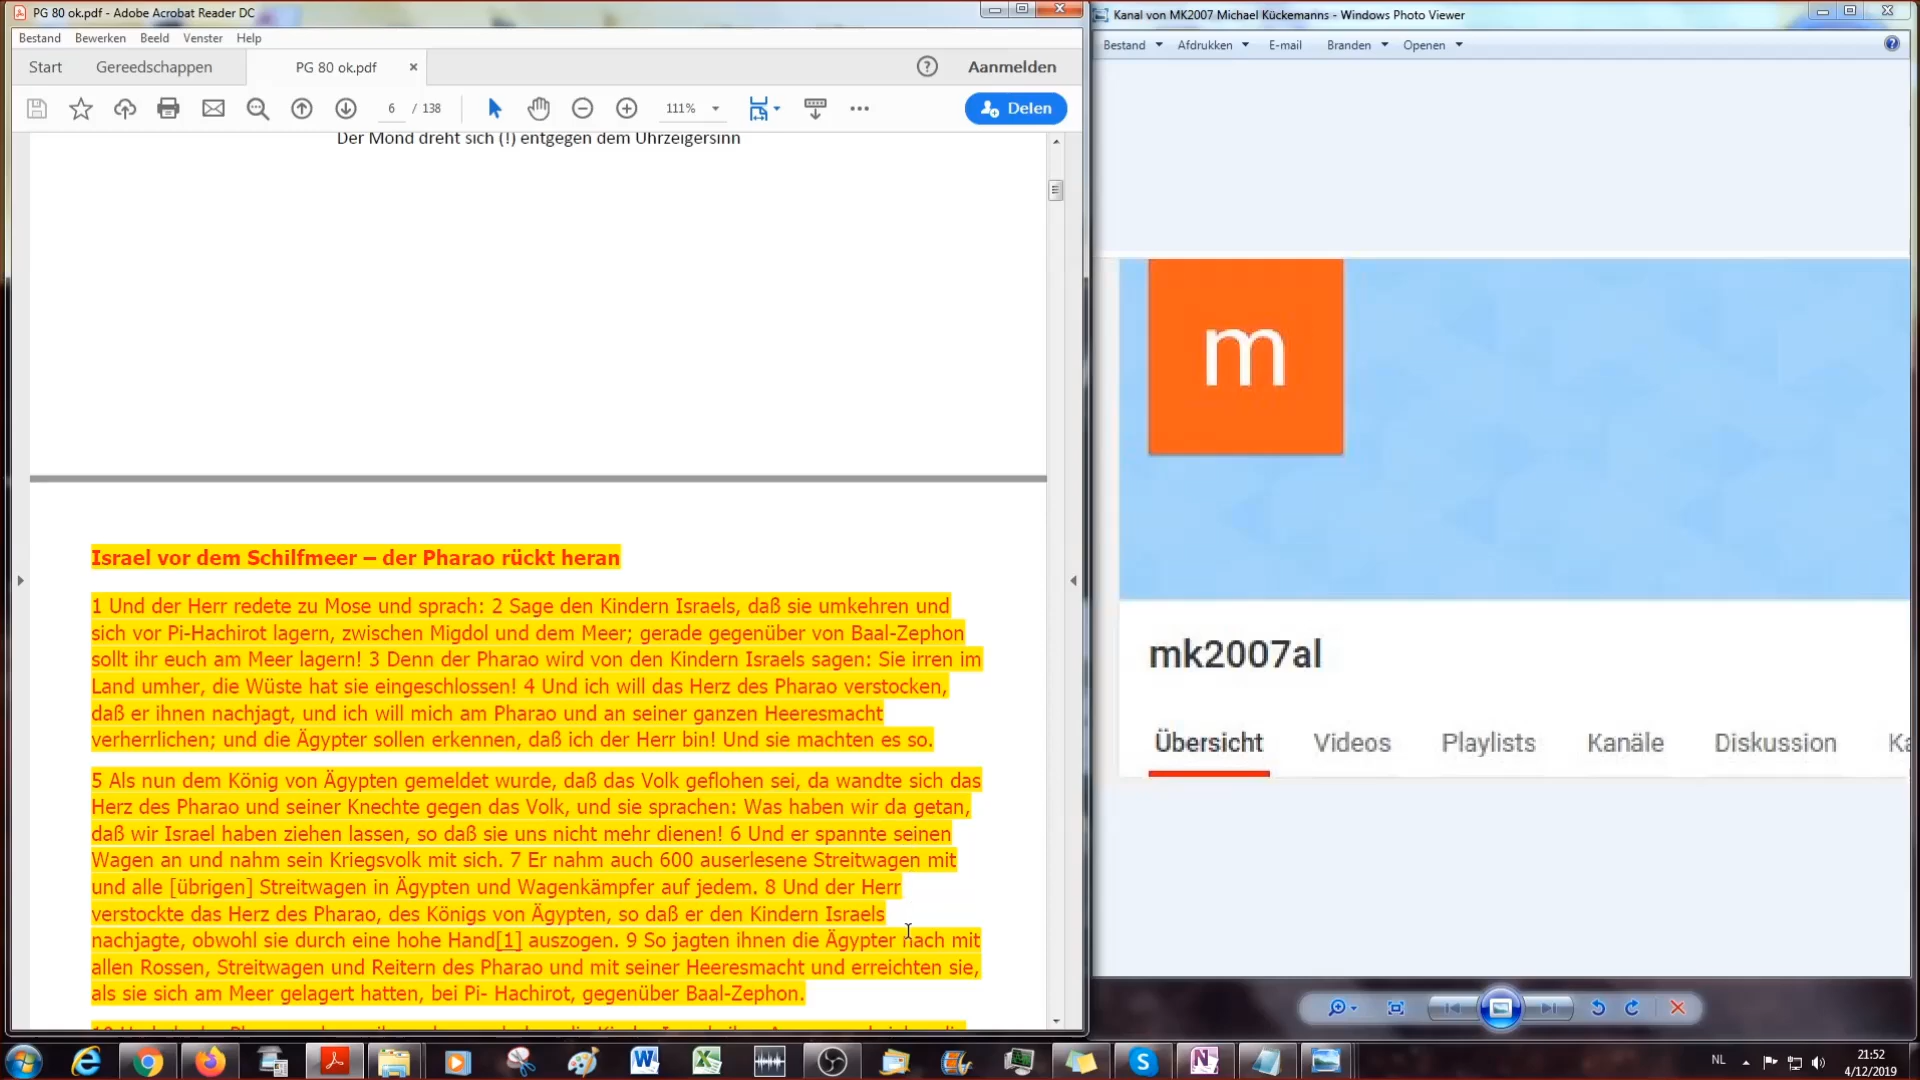 PG 80 ok.pdf - Adobe Acrobat Reader DC
Bestand Bewerken Beeld Venster Help
Start Gereedschappen PG 80 ok.pdf × Aanmelden
6 / 138 111% Delen
Der Mond dreht sich (!) entgegen dem Uhrzeigersinn
Israel vor dem Schilfmeer – der Pharao rückt heran
1 Und der Herr redete zu Mose und sprach: 2 Sage den Kindern Israels, daß sie umkehren und
sich vor Pi-Hachirot lagern, zwischen Migdol und dem Meer; gerade gegenüber von Baal-Zephon
sollt ihr euch am Meer lagern! 3 Denn der Pharao wird von den Kindern Israels sagen: Sie irren im
Land umher, die Wüste hat sie eingeschlossen! 4 Und ich will das Herz des Pharao verstocken,
daß er ihnen nachjagt, und ich will mich am Pharao und an seiner ganzen Heeresmacht
verherrlichen; und die Ägypter sollen erkennen, daß ich der Herr bin! Und sie machten es so.
5 Als nun dem König von Ägypten gemeldet wurde, daß das Volk geflohen sei, da wandte sich das
Herz des Pharao und seiner Knechte gegen das Volk, und sie sprachen: Was haben wir da getan,
daß wir Israel haben ziehen lassen, so daß sie uns nicht mehr dienen! 6 Und er spannte seinen
Wagen an und nahm sein Kriegsvolk mit sich. 7 Er nahm auch 600 auserlesene Streitwagen mit
und alle [übrigen] Streitwagen in Ägypten und Wagenkämpfer auf jedem. 8 Und der Herr
verstockte das Herz des Pharao, des Königs von Ägypten, so daß er den Kindern Israels
nachjagte, obwohl sie durch eine hohe Hand[1] auszogen. 9 So jagten ihnen die Ägypter nach mit
allen Rossen, Streitwagen und Reitern des Pharao und mit seiner Heeresmacht und erreichten sie,
als sie sich am Meer gelagert hatten, bei Pi- Hachirot, gegenüber Baal-Zephon.
Kanal von MK2007 Michael Kückemanns - Windows Photo Viewer
Bestand Afdrukken E-mail Branden Openen
m
mk2007al
Übersicht Videos Playlists Kanäle Diskussion
NL
21:52
4/12/2019